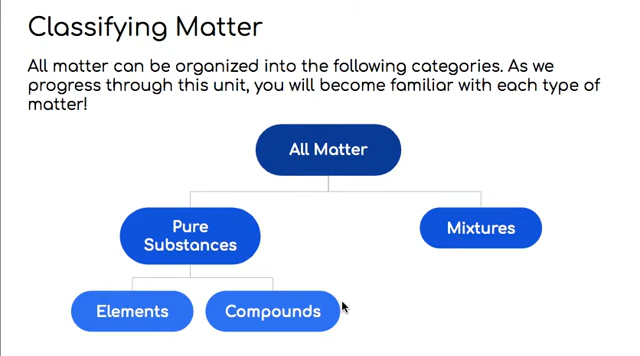 Classifying Matter
All matter can be organized into the following categories. As we
progress through this unit, you will become familiar with each type of
matter!
All Matter
Pure
Substances
Mixtures
Elements
Compounds